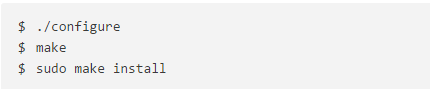 $ ./configure
$ make
$ sudo make install